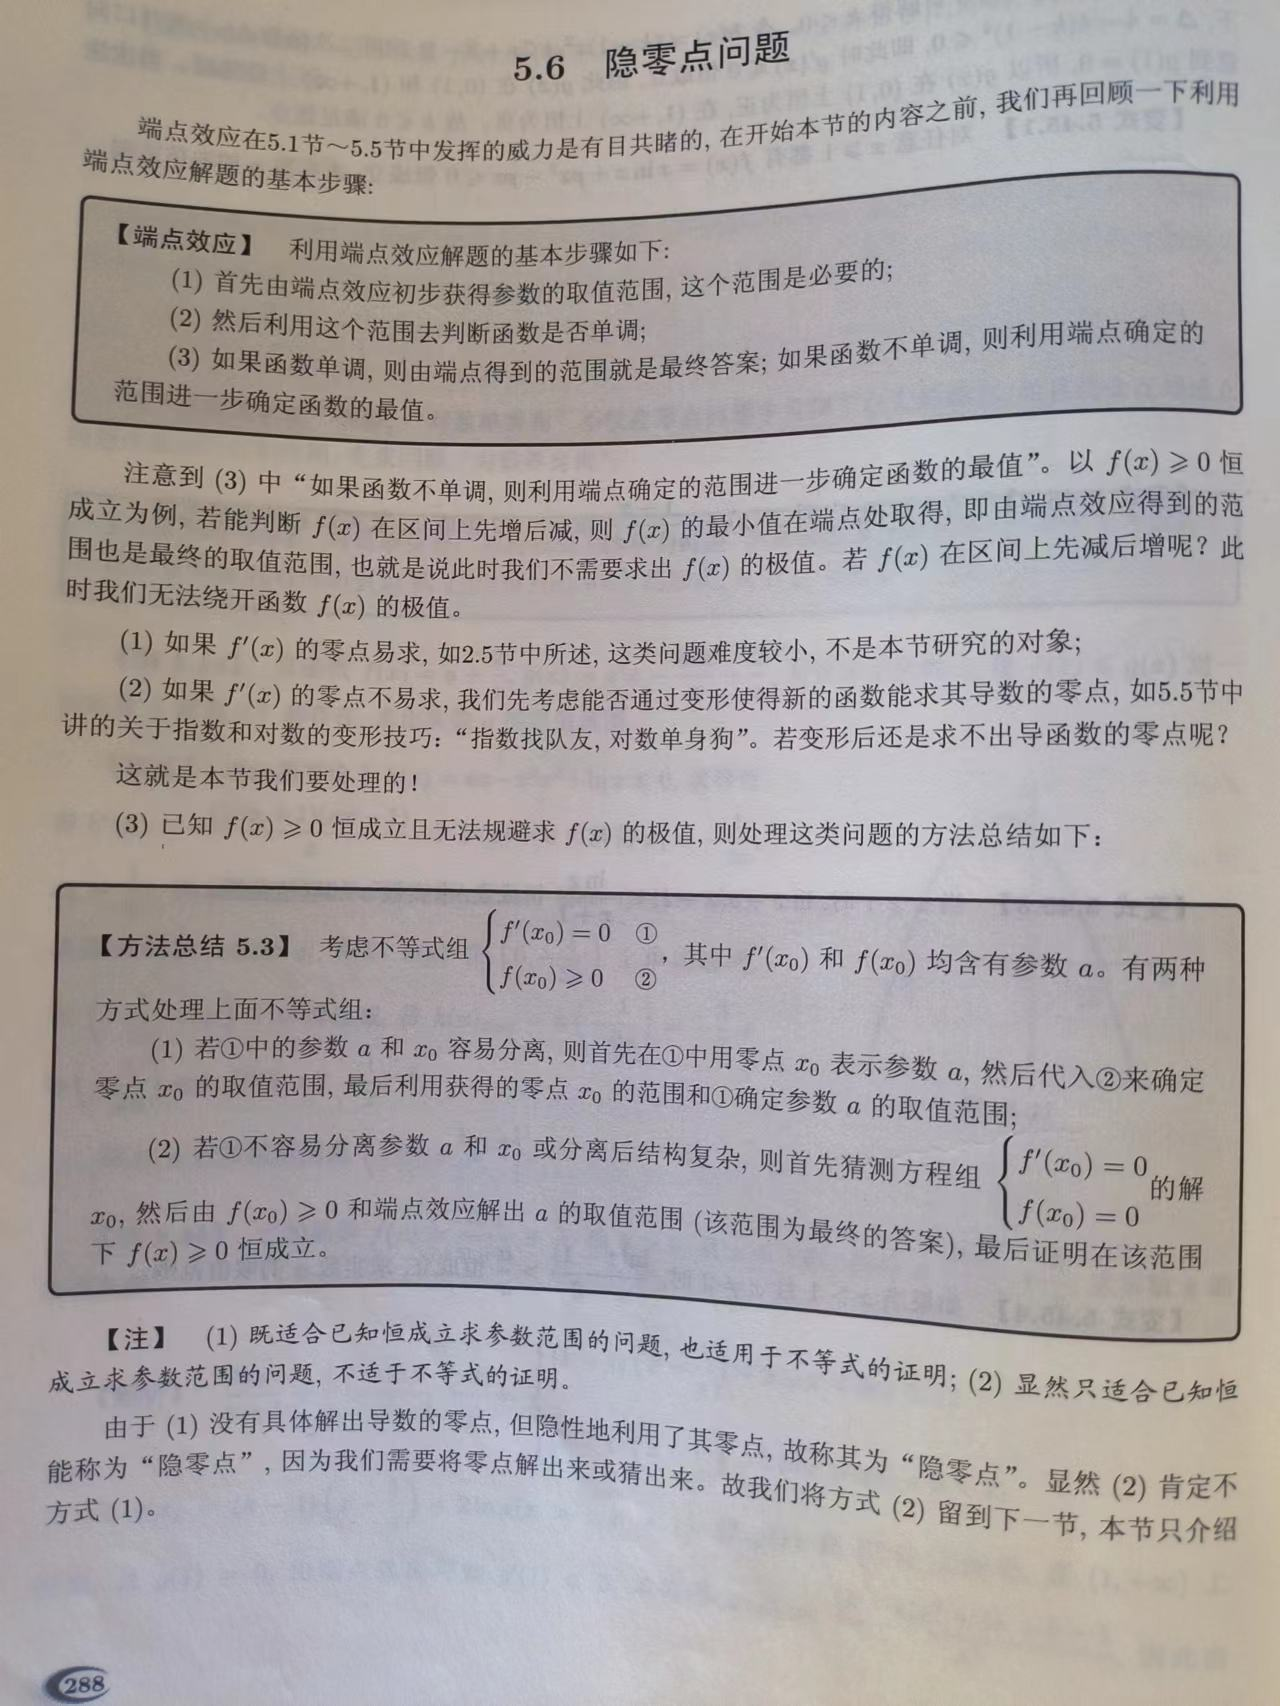 5.6 隐零点问题
端点效应在5.1节～5.5节中发挥的威力是有目共睹的, 在开始本节的内容之前, 我们再回顾一下利用
端点效应解题的基本步骤:
【端点效应】 利用端点效应解题的基本步骤如下:
(1) 首先由端点效应初步获得参数的取值范围, 这个范围是必要的;
(2) 然后利用这个范围去判断函数是否单调;
(3) 如果函数单调, 则由端点得到的范围就是最终答案; 如果函数不单调, 则利用端点确定的
范围进一步确定函数的最值。
注意到 (3) 中“如果函数不单调, 则利用端点确定的范围进一步确定函数的最值”。以 f(x) ⩾ 0 恒
成立为例, 若能判断 f(x) 在区间上先增后减, 则 f(x) 的最小值在端点处取得, 即由端点效应得到的范
围也是最终的取值范围, 也就是说此时我们不需要求出 f(x) 的极值。若 f(x) 在区间上先减后增呢? 此
时我们无法绕开函数 f(x) 的极值。
(1) 如果 f′(x) 的零点易求, 如2.5节中所述, 这类问题难度较小, 不是本节研究的对象;
(2) 如果 f′(x) 的零点不易求, 我们先考虑能否通过变形使得新的函数能求其导数的零点, 如5.5节中
讲的关于指数和对数的变形技巧: “指数找队友, 对数单身狗”。若变形后还是求不出导函数的零点呢?
这就是本节我们要处理的!
(3) 已知 f(x) ⩾ 0 恒成立且无法规避求 f(x) 的极值, 则处理这类问题的方法总结如下:
【方法总结 5.3】 考虑不等式组 { f′(x₀) = 0 ① f(x₀) ⩾ 0 ② , 其中 f′(x₀) 和 f(x₀) 均含有参数 a。有两种
方式处理上面不等式组:
(1) 若①中的参数 a 和 x₀ 容易分离, 则首先在①中用零点 x₀ 表示参数 a, 然后代入②来确定
零点 x₀ 的取值范围, 最后利用获得的零点 x₀ 的范围和①确定参数 a 的取值范围;
(2) 若①不容易分离参数 a 和 x₀ 或分离后结构复杂, 则首先猜测方程组 { f′(x₀) = 0 f(x₀) = 0 的解
x₀, 然后由 f(x₀) ⩾ 0 和端点效应解出 a 的取值范围 (该范围为最终的答案), 最后证明在该范围
下 f(x) ⩾ 0 恒成立。
【注】 (1) 既适合已知恒成立求参数范围的问题, 也适用于不等式的证明; (2) 显然只适合已知恒
成立求参数范围的问题, 不适于不等式的证明。
由于 (1) 没有具体解出导数的零点, 但隐性地利用了其零点, 故称其为“隐零点”。显然 (2) 肯定不
能称为“隐零点”, 因为我们需要将零点解出来或猜出来。故我们将方式 (2) 留到下一节, 本节只介绍
方式 (1)。
288